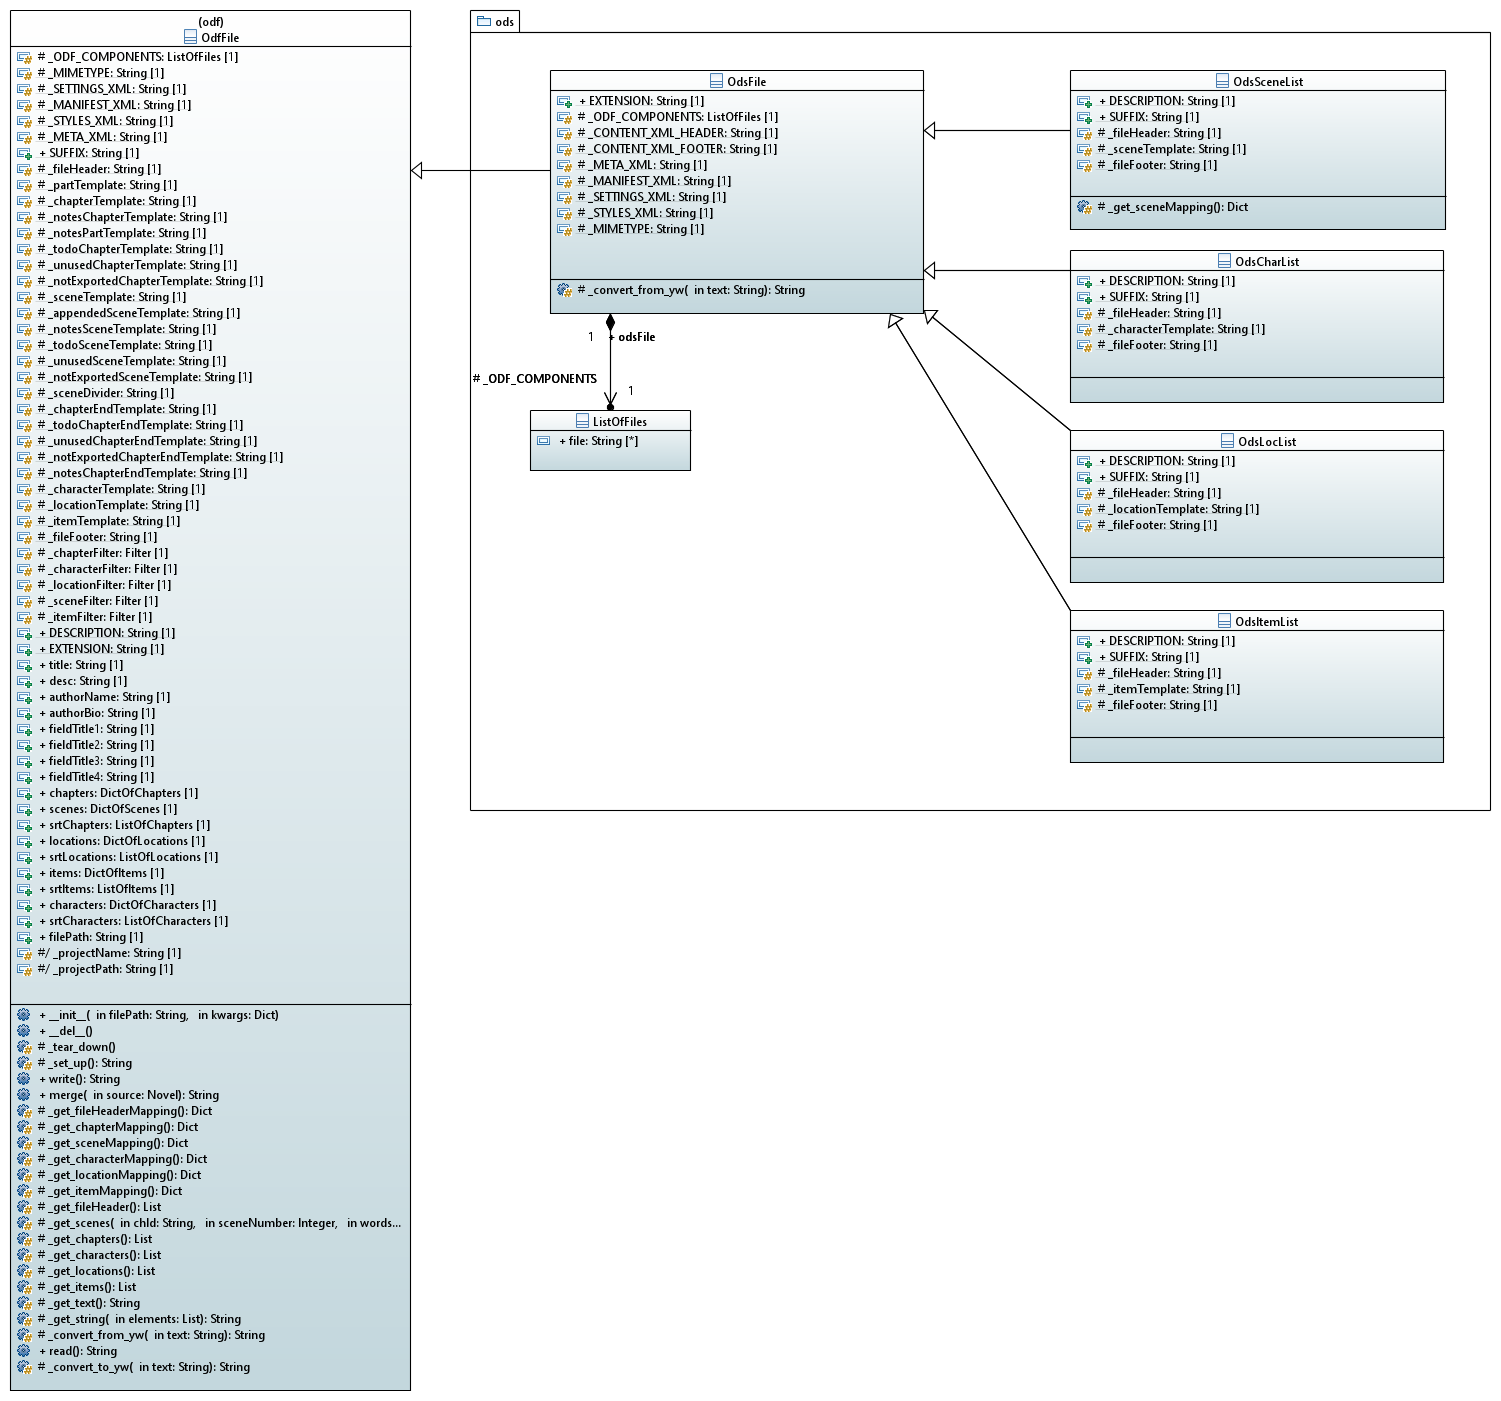 (odf)
OdfFile
# _ODF_COMPONENTS: ListOfFiles [1]
# _MIMETYPE: String [1]
# _SETTINGS_XML: String [1]
# _MANIFEST_XML: String [1]
# _STYLES_XML: String [1]
# _META_XML: String [1]
+ SUFFIX: String [1]
# _fileHeader: String [1]
# _partTemplate: String [1]
# _chapterTemplate: String [1]
# _notesChapterTemplate: String [1]
# _notesPartTemplate: String [1]
# _todoChapterTemplate: String [1]
# _unusedChapterTemplate: String [1]
# _notExportedChapterTemplate: String [1]
# _sceneTemplate: String [1]
# _appendedSceneTemplate: String [1]
# _notesSceneTemplate: String [1]
# _todoSceneTemplate: String [1]
# _unusedSceneTemplate: String [1]
# _notExportedSceneTemplate: String [1]
# _sceneDivider: String [1]
# _chapterEndTemplate: String [1]
# _todoChapterEndTemplate: String [1]
# _unusedChapterEndTemplate: String [1]
# _notExportedChapterEndTemplate: String [1]
# _notesChapterEndTemplate: String [1]
# _characterTemplate: String [1]
# _locationTemplate: String [1]
# _itemTemplate: String [1]
# _fileFooter: String [1]
# _chapterFilter: Filter [1]
# _characterFilter: Filter [1]
# _locationFilter: Filter [1]
# _sceneFilter: Filter [1]
# _itemFilter: Filter [1]
+ DESCRIPTION: String [1]
+ EXTENSION: String [1]
+ title: String [1]
+ desc: String [1]
+ authorName: String [1]
+ authorBio: String [1]
+ fieldTitle1: String [1]
+ fieldTitle2: String [1]
+ fieldTitle3: String [1]
+ fieldTitle4: String [1]
+ chapters: DictOfChapters [1]
+ scenes: DictOfScenes [1]
+ srtChapters: ListOfChapters [1]
+ locations: DictOfLocations [1]
+ srtLocations: ListOfLocations [1]
+ items: DictOfItems [1]
+ srtItems: ListOfItems [1]
+ characters: DictOfCharacters [1]
+ srtCharacters: ListOfCharacters [1]
+ filePath: String [1]
#/ _projectName: String [1]
#/ _projectPath: String [1]
+ __init__( in filePath: String, in kwargs: Dict)
+ __del__()
# _tear_down()
# _set_up(): String
+ write(): String
+ merge( in source: Novel): String
# _get_fileHeaderMapping(): Dict
# _get_chapterMapping(): Dict
# _get_sceneMapping(): Dict
# _get_characterMapping(): Dict
# _get_locationMapping(): Dict
# _get_itemMapping(): Dict
# _get_fileHeader(): List
# _get_scenes( in chId: String, in sceneNumber: Integer, in words...
# _get_chapters(): List
# _get_characters(): List
# _get_locations(): List
# _get_items(): List
# _get_text(): String
# _get_string( in elements: List): String
# _convert_from_yw( in text: String): String
+ read(): String
# _convert_to_yw( in text: String): String
ods
OdsFile
+ EXTENSION: String [1]
# _ODF_COMPONENTS: ListOfFiles [1]
# _CONTENT_XML_HEADER: String [1]
# _CONTENT_XML_FOOTER: String [1]
# _META_XML: String [1]
# _MANIFEST_XML: String [1]
# _SETTINGS_XML: String [1]
# _STYLES_XML: String [1]
# _MIMETYPE: String [1]
# _convert_from_yw( in text: String): String
1 + odsFile
# _ODF_COMPONENTS
1
ListOfFiles
+ file: String [*]
OdsSceneList
+ DESCRIPTION: String [1]
+ SUFFIX: String [1]
# _fileHeader: String [1]
# _sceneTemplate: String [1]
# _fileFooter: String [1]
# _get_sceneMapping(): Dict
OdsCharList
+ DESCRIPTION: String [1]
+ SUFFIX: String [1]
# _fileHeader: String [1]
# _characterTemplate: String [1]
# _fileFooter: String [1]
OdsLocList
+ DESCRIPTION: String [1]
+ SUFFIX: String [1]
# _fileHeader: String [1]
# _locationTemplate: String [1]
# _fileFooter: String [1]
OdsItemList
+ DESCRIPTION: String [1]
+ SUFFIX: String [1]
# _fileHeader: String [1]
# _itemTemplate: String [1]
# _fileFooter: String [1]